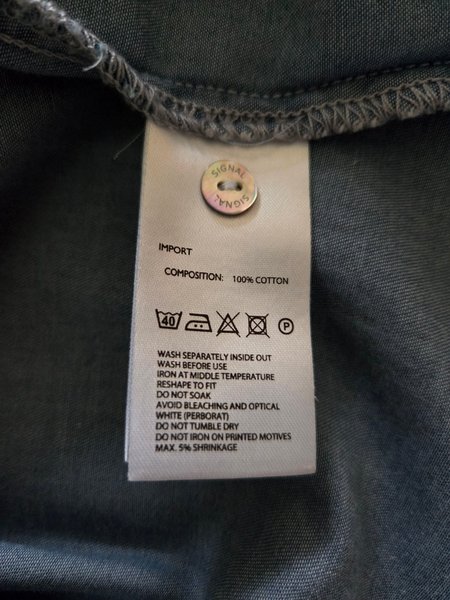 SIGNAL
SIGNAL
IMPORT
COMPOSITION: 100% COTTON
40 P
WASH SEPARATELY INSIDE OUT
WASH BEFORE USE
IRON AT MIDDLE TEMPERATURE
RESHAPE TO FIT
DO NOT SOAK
AVOID BLEACHING AND OPTICAL
WHITE (PERBORAT)
DO NOT TUMBLE DRY
DO NOT IRON ON PRINTED MOTIVES
MAX. 5% SHRINKAGE